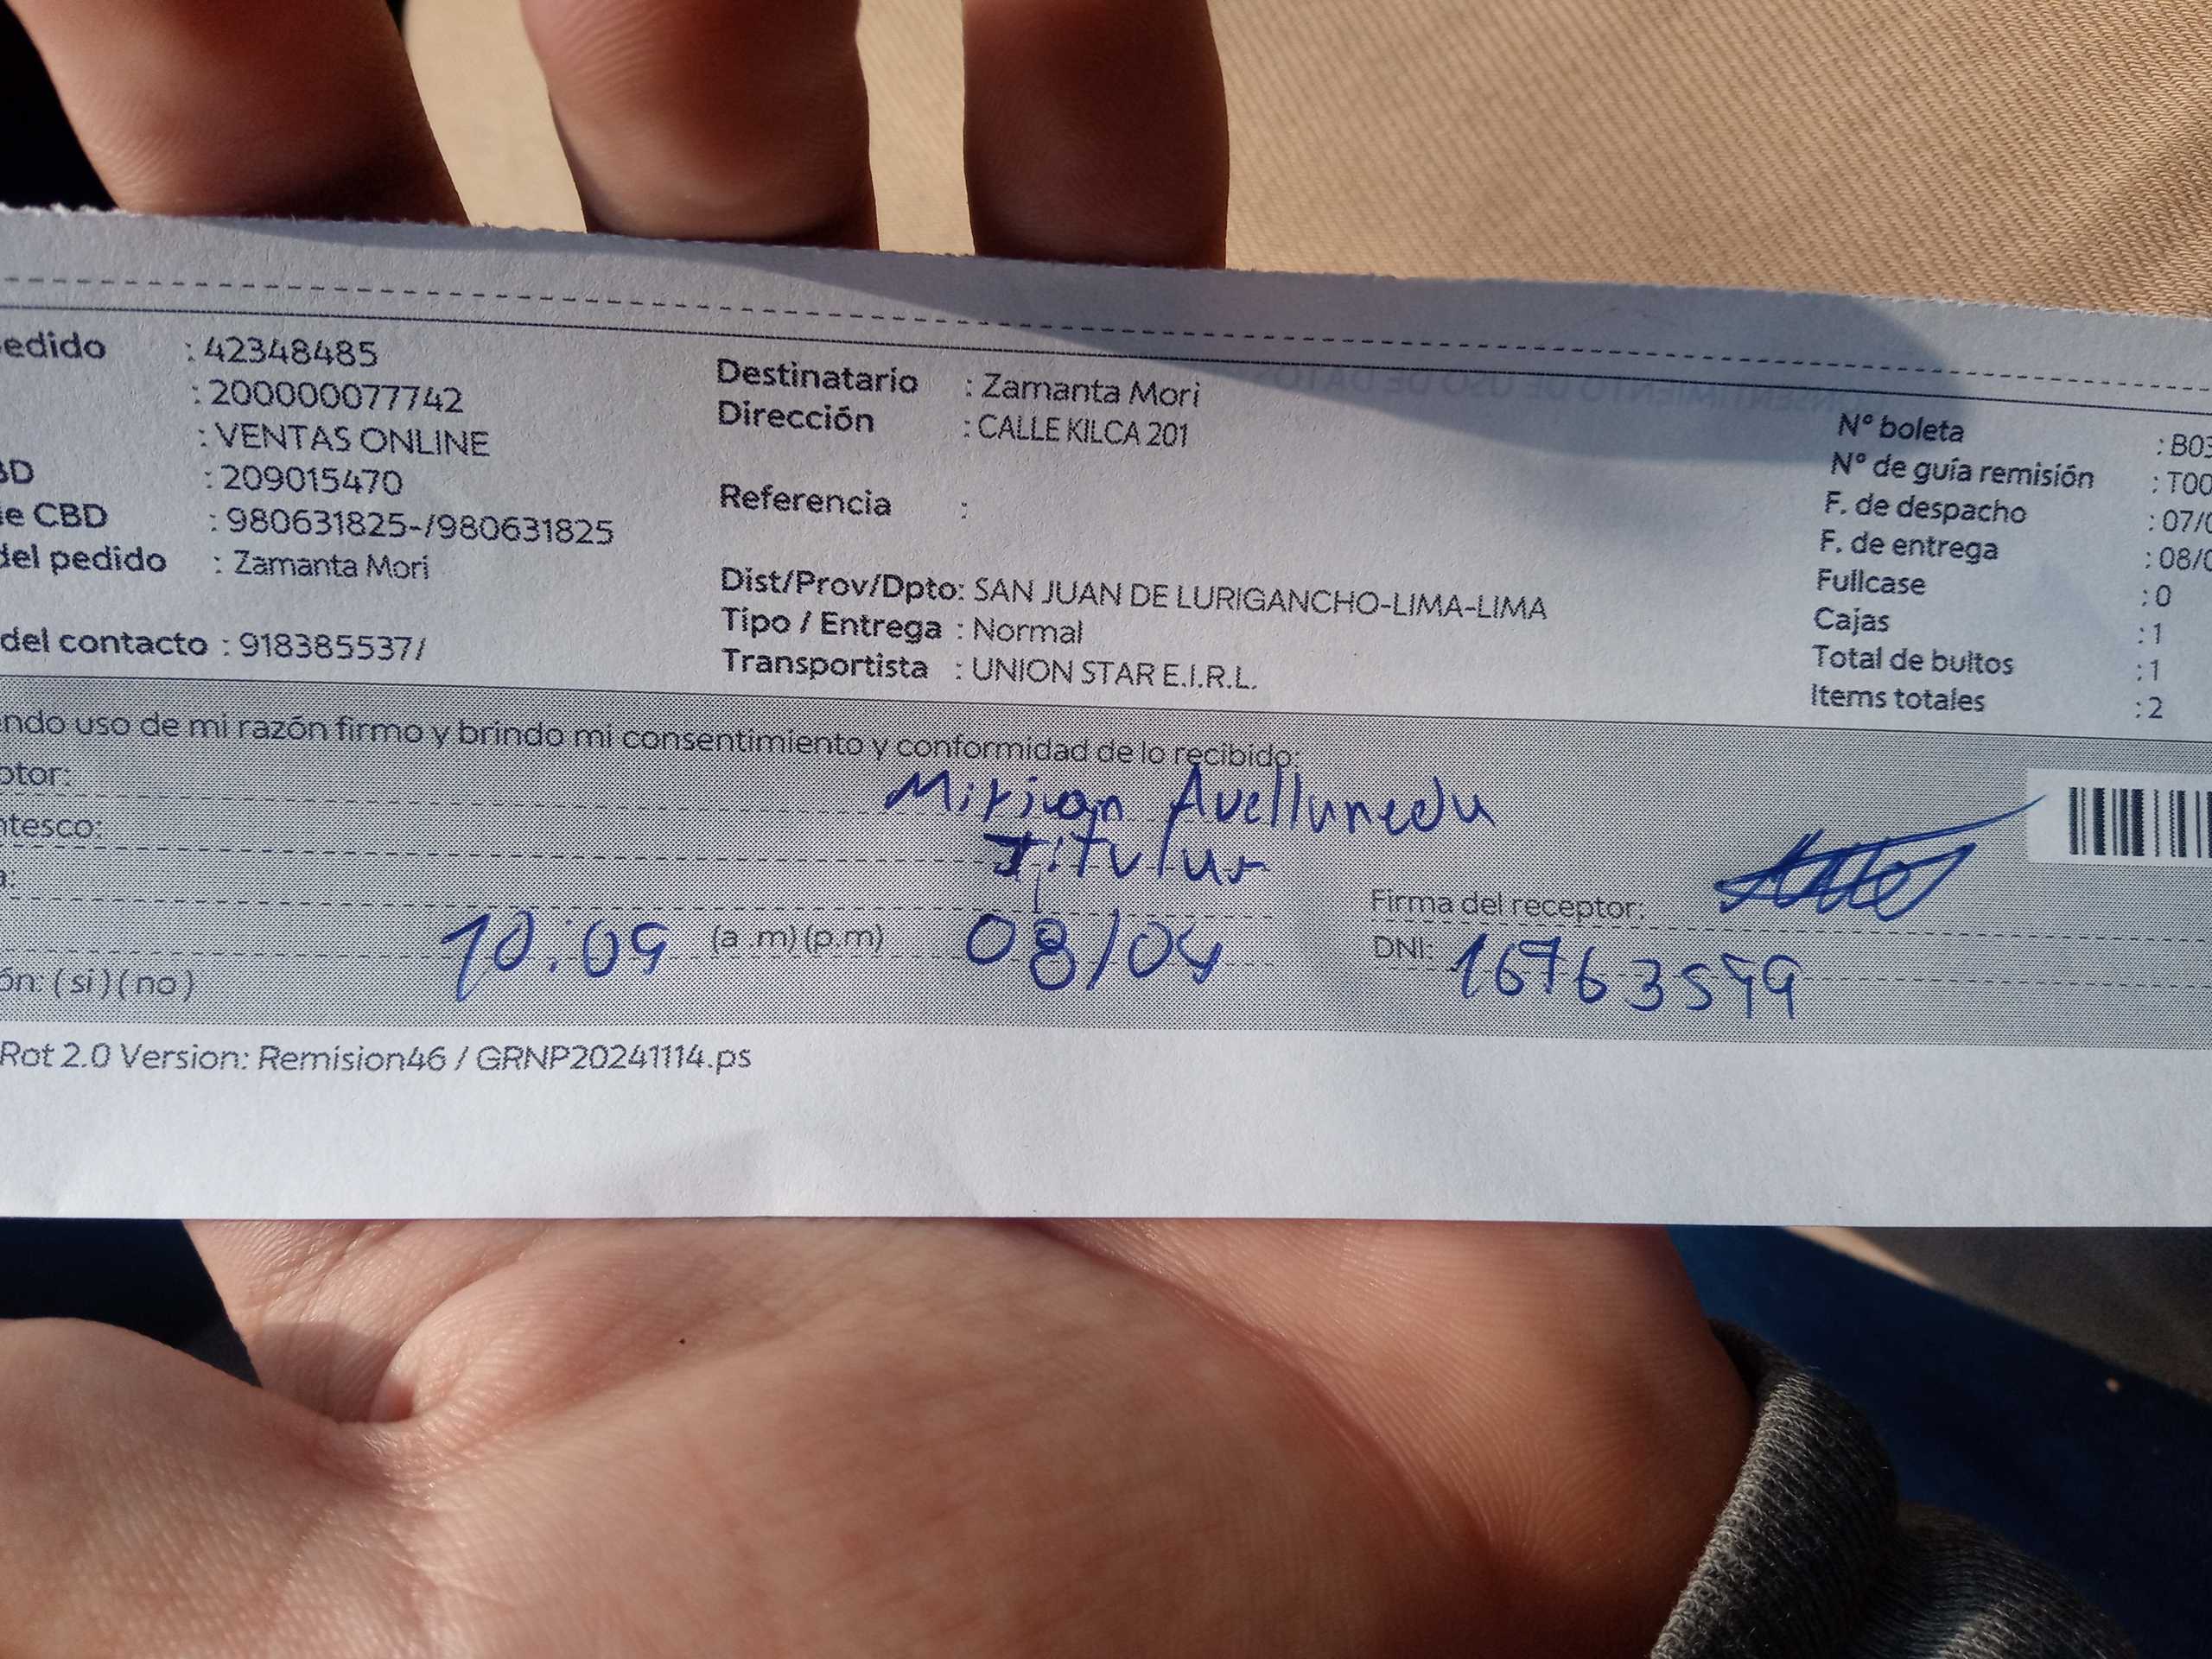 edido : 42348485
: 200000077742
: VENTAS ONLINE
BD : 209015470
e CBD : 980631825-/980631825
del pedido : Zamanta Mori
del contacto : 918385537/
Destinatario : Zamanta Mori
Dirección : CALLE KILCA 201
Referencia :
Dist/Prov/Dpto: SAN JUAN DE LURIGANCHO-LIMA-LIMA
Tipo / Entrega : Normal
Transportista : UNION STAR E.I.R.L.
N° boleta : B03
N° de guía remisión : T00
F. de despacho : 07/0
F. de entrega : 08/0
Fullcase : 0
Cajas : 1
Total de bultos : 1
Items totales : 2
ndo uso de mi razón firmo y brindo mi consentimiento y conformidad de lo recibido:
ptor: Mirian Avellaneda
ntesco: Titular
a:
10:09 (a.m)(p.m) 08/04
Firma del receptor:
DNI: 16763549
ón: (si)(no)
Rot 2.0 Version: Remision46 / GRNP20241114.ps